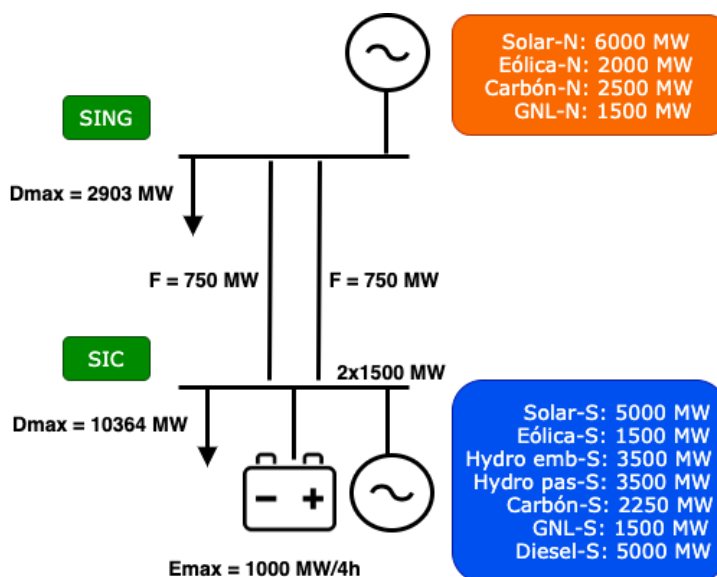 Solar-N: 6000 MW
Eólica-N: 2000 MW
Carbón-N: 2500 MW
GNL-N: 1500 MW
SING
Dmax = 2903 MW
F = 750 MW
F = 750 MW
SIC
2x1500 MW
Dmax = 10364 MW
Solar-S: 5000 MW
Eólica-S: 1500 MW
Hydro emb-S: 3500 MW
Hydro pas-S: 3500 MW
Carbón-S: 2250 MW
GNL-S: 1500 MW
Diesel-S: 5000 MW
Emax = 1000 MW/4h